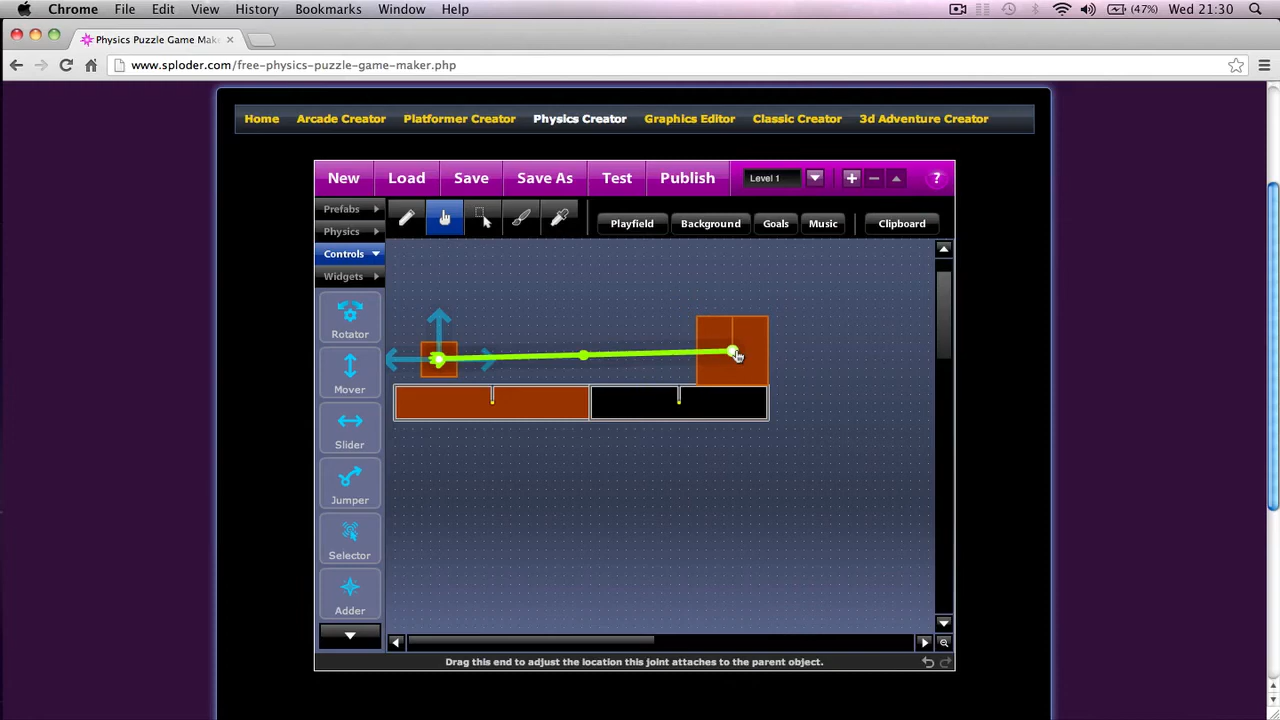 Chrome File Edit View History Bookmarks Window Help (47%) Wed 21:30
Physics Puzzle Game Make
www.sploder.com/free-physics-puzzle-game-maker.php
Home Arcade Creator Platformer Creator Physics Creator Graphics Editor Classic Creator 3d Adventure Creator
New Load Save Save As Test Publish Level 1 ?
Prefabs
Physics
Controls
Widgets
Playfield Background Goals Music Clipboard
Rotator
Mover
Slider
Jumper
Selector
Adder
Drag this end to adjust the location this joint attaches to the parent object.